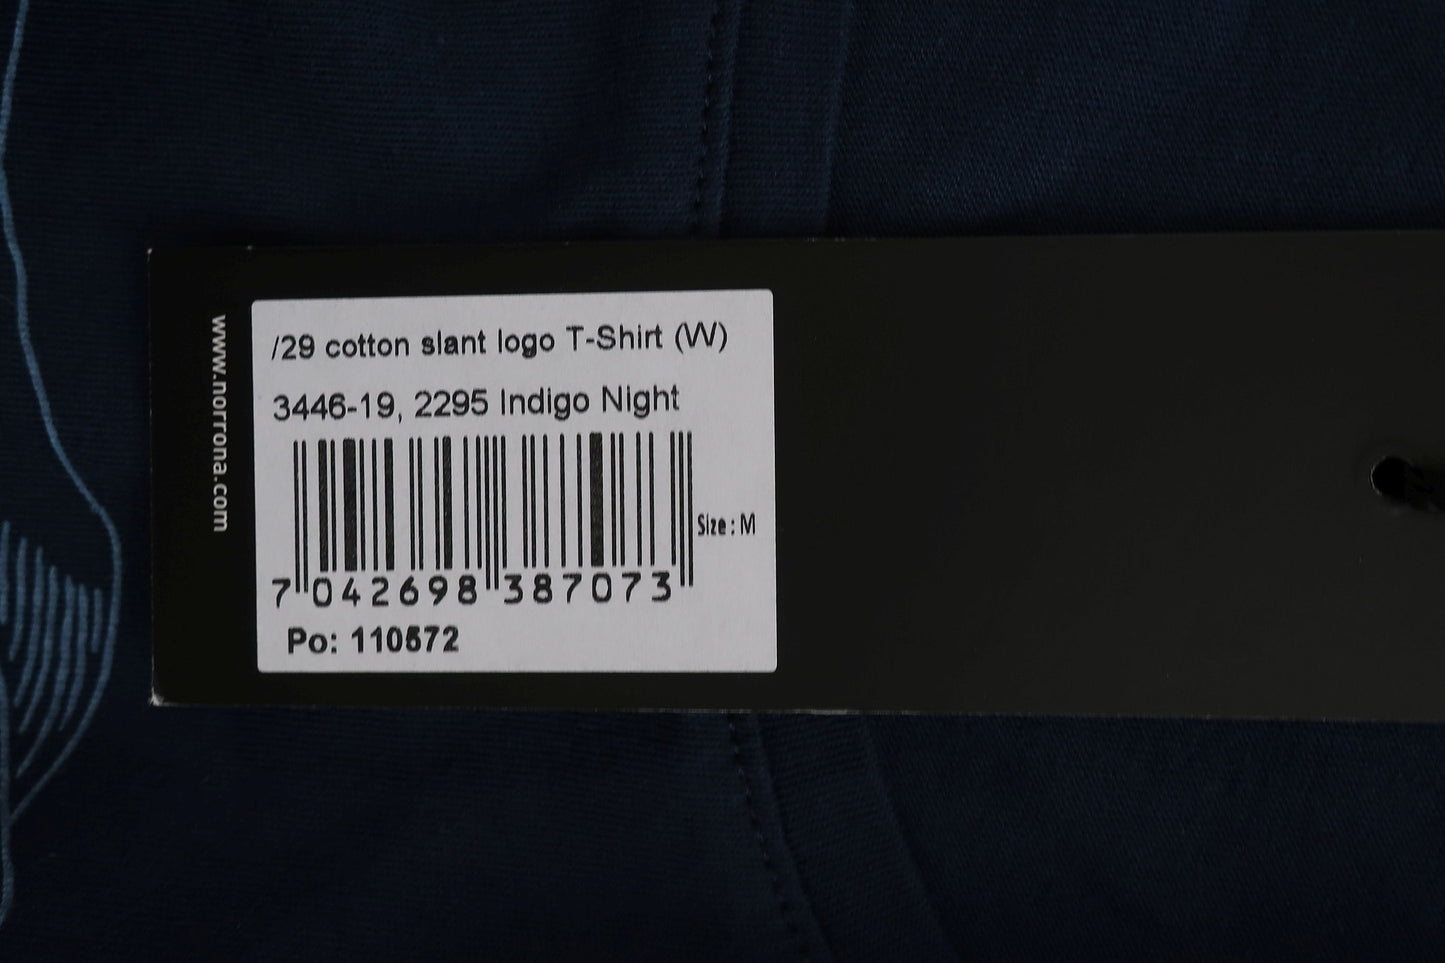 www.norrona.com
/29 cotton slant logo T-Shirt (W)
3446-19, 2295 Indigo Night
Size : M
7 042698 387073
Po: 110572